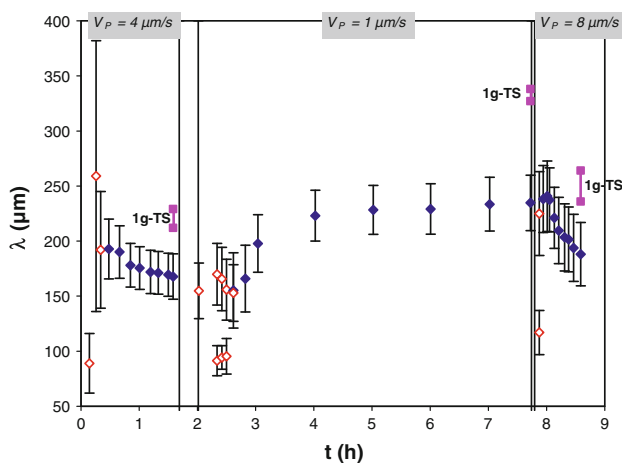 V_P = 4 µm/s
V_P = 1 µm/s
V_P = 8 µm/s
400
350
300
250
200
150
100
50
λ (µm)
1g-TS
1g-TS
1g-TS
0
1
2
3
4
5
6
7
8
9
t (h)